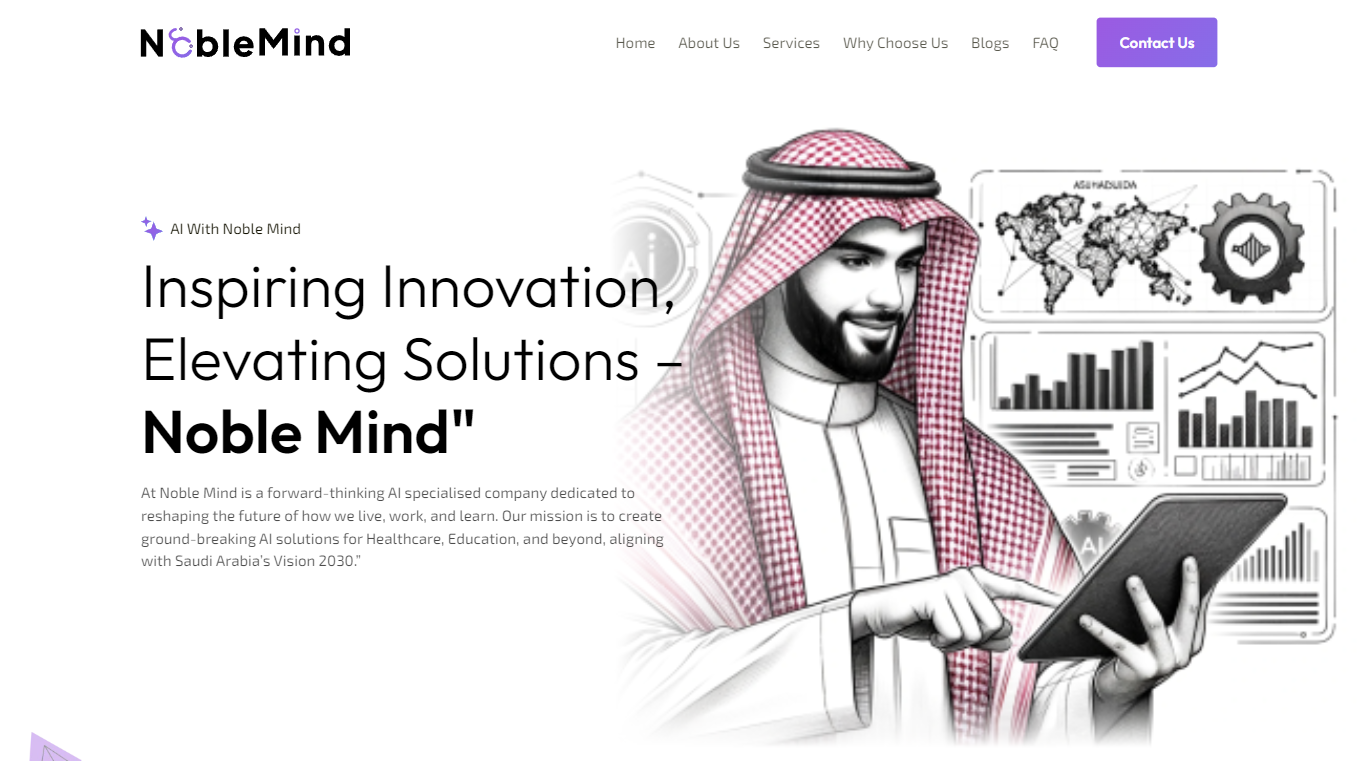 NobleMind
Home About Us Services Why Choose Us Blogs FAQ Contact Us
AI With Noble Mind
Inspiring Innovation,
Elevating Solutions –
Noble Mind"
At Noble Mind is a forward-thinking AI specialised company dedicated to
reshaping the future of how we live, work, and learn. Our mission is to create
ground-breaking AI solutions for Healthcare, Education, and beyond, aligning
with Saudi Arabia's Vision 2030.”
Ai
AI